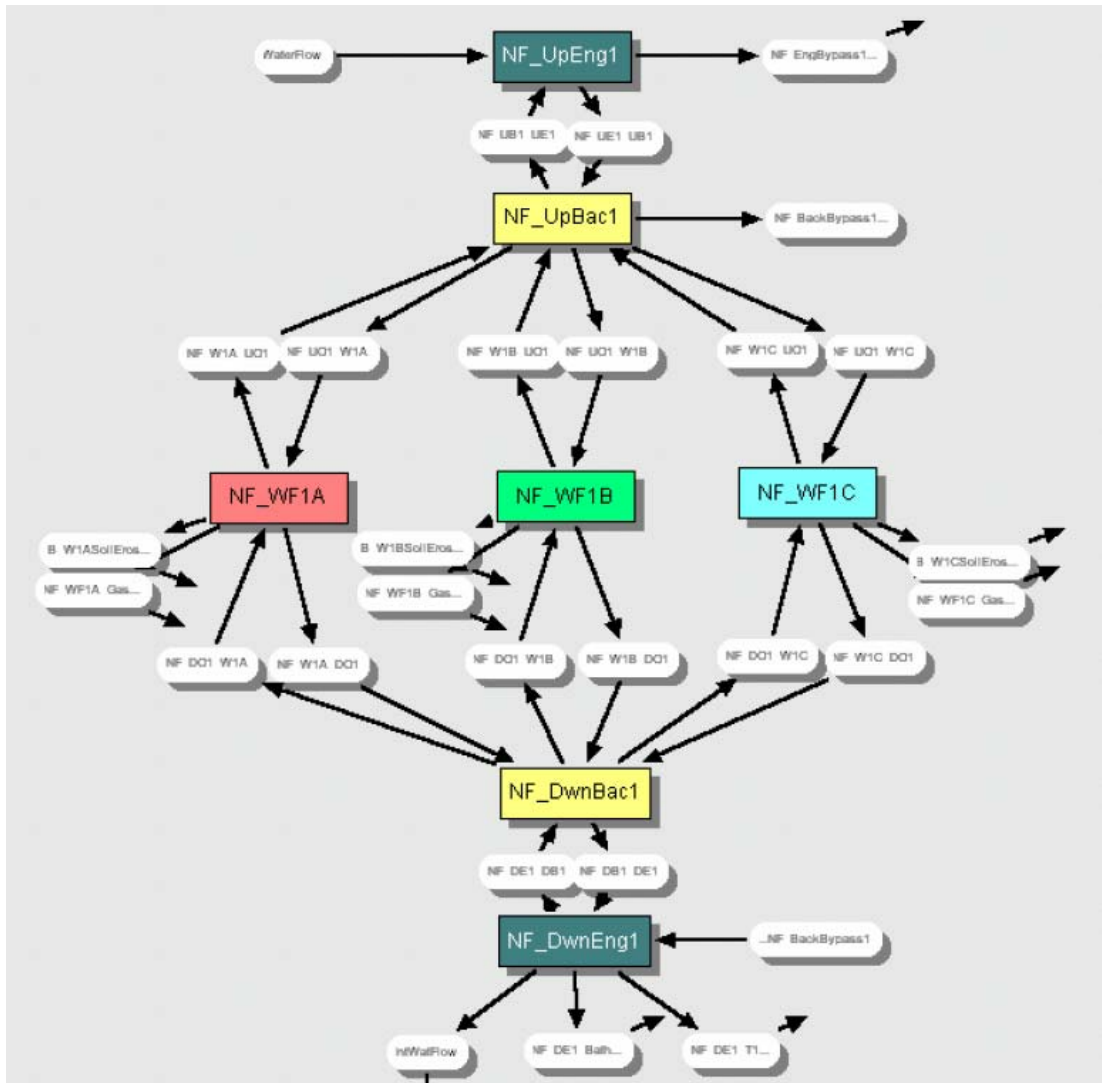 WaterFlow
NF_UpEng1
NF EngBypass1...
NF UB1 UE1
NF UE1 UB1
NF_UpBac1
NF BackBypass1...
NF W1A UO1
NF UO1 W1A
NF W1B UO1
NF UO1 W1B
NF W1C UO1
NF UO1 W1C
NF_WF1A
NF_WF1B
NF_WF1C
B W1ASoilEros...
B W1BSoilEros...
B W1CSoilEros...
NF WF1A Gas...
NF WF1B Gas...
NF WF1C Gas...
NF DO1 W1A
NF W1A DO1
NF DO1 W1B
NF W1B DO1
NF DO1 W1C
NF W1C DO1
NF_DwnBac1
NF DE1 DB1
NF DB1 DE1
NF_DwnEng1
...NF BackBypass1
IntWatFlow
NF DE1 Bath...
NF DE1 T1...